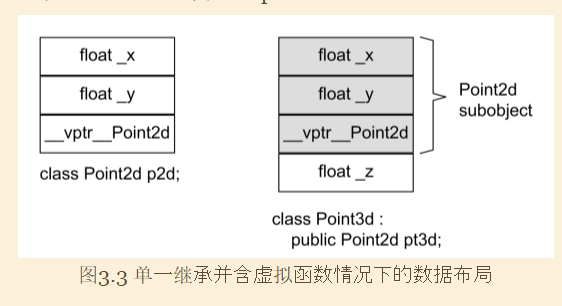 float _x
float _y
__vptr__Point2d
class Point2d p2d;
float _x
float _y
__vptr__Point2d
float _z
Point2d
subobject
class Point3d :
public Point2d pt3d;
图3.3 单一继承并含虚拟函数情况下的数据布局